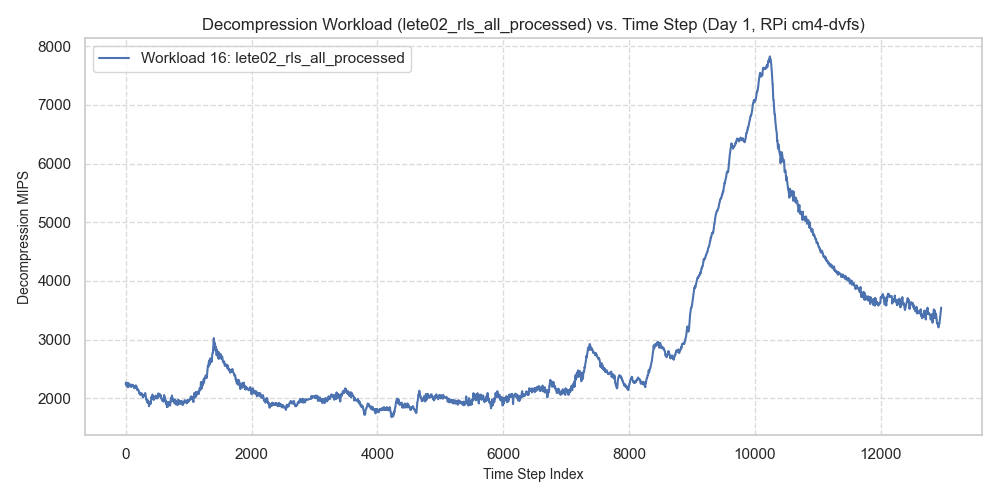 Decompression Workload (lete02_rls_all_processed) vs. Time Step (Day 1, RPi cm4-dvfs)
Workload 16: lete02_rls_all_processed
Decompression MIPS
8000
7000
6000
5000
4000
3000
2000
0 2000 4000 6000 8000 10000 12000
Time Step Index